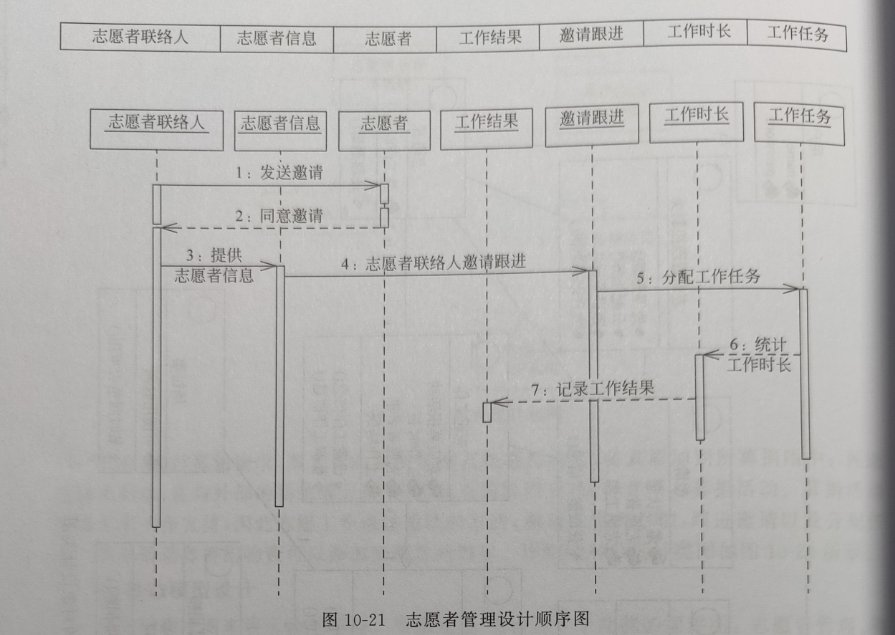 志愿者联络人 志愿者信息 志愿者 工作结果 邀请跟进 工作时长 工作任务
志愿者联络人 志愿者信息 志愿者 工作结果 邀请跟进 工作时长 工作任务
1：发送邀请
2：同意邀请
3：提供
志愿者信息
4：志愿者联络人邀请跟进
5：分配工作任务
6：统计
工作时长
7：记录工作结果
图 10-21 志愿者管理设计顺序图